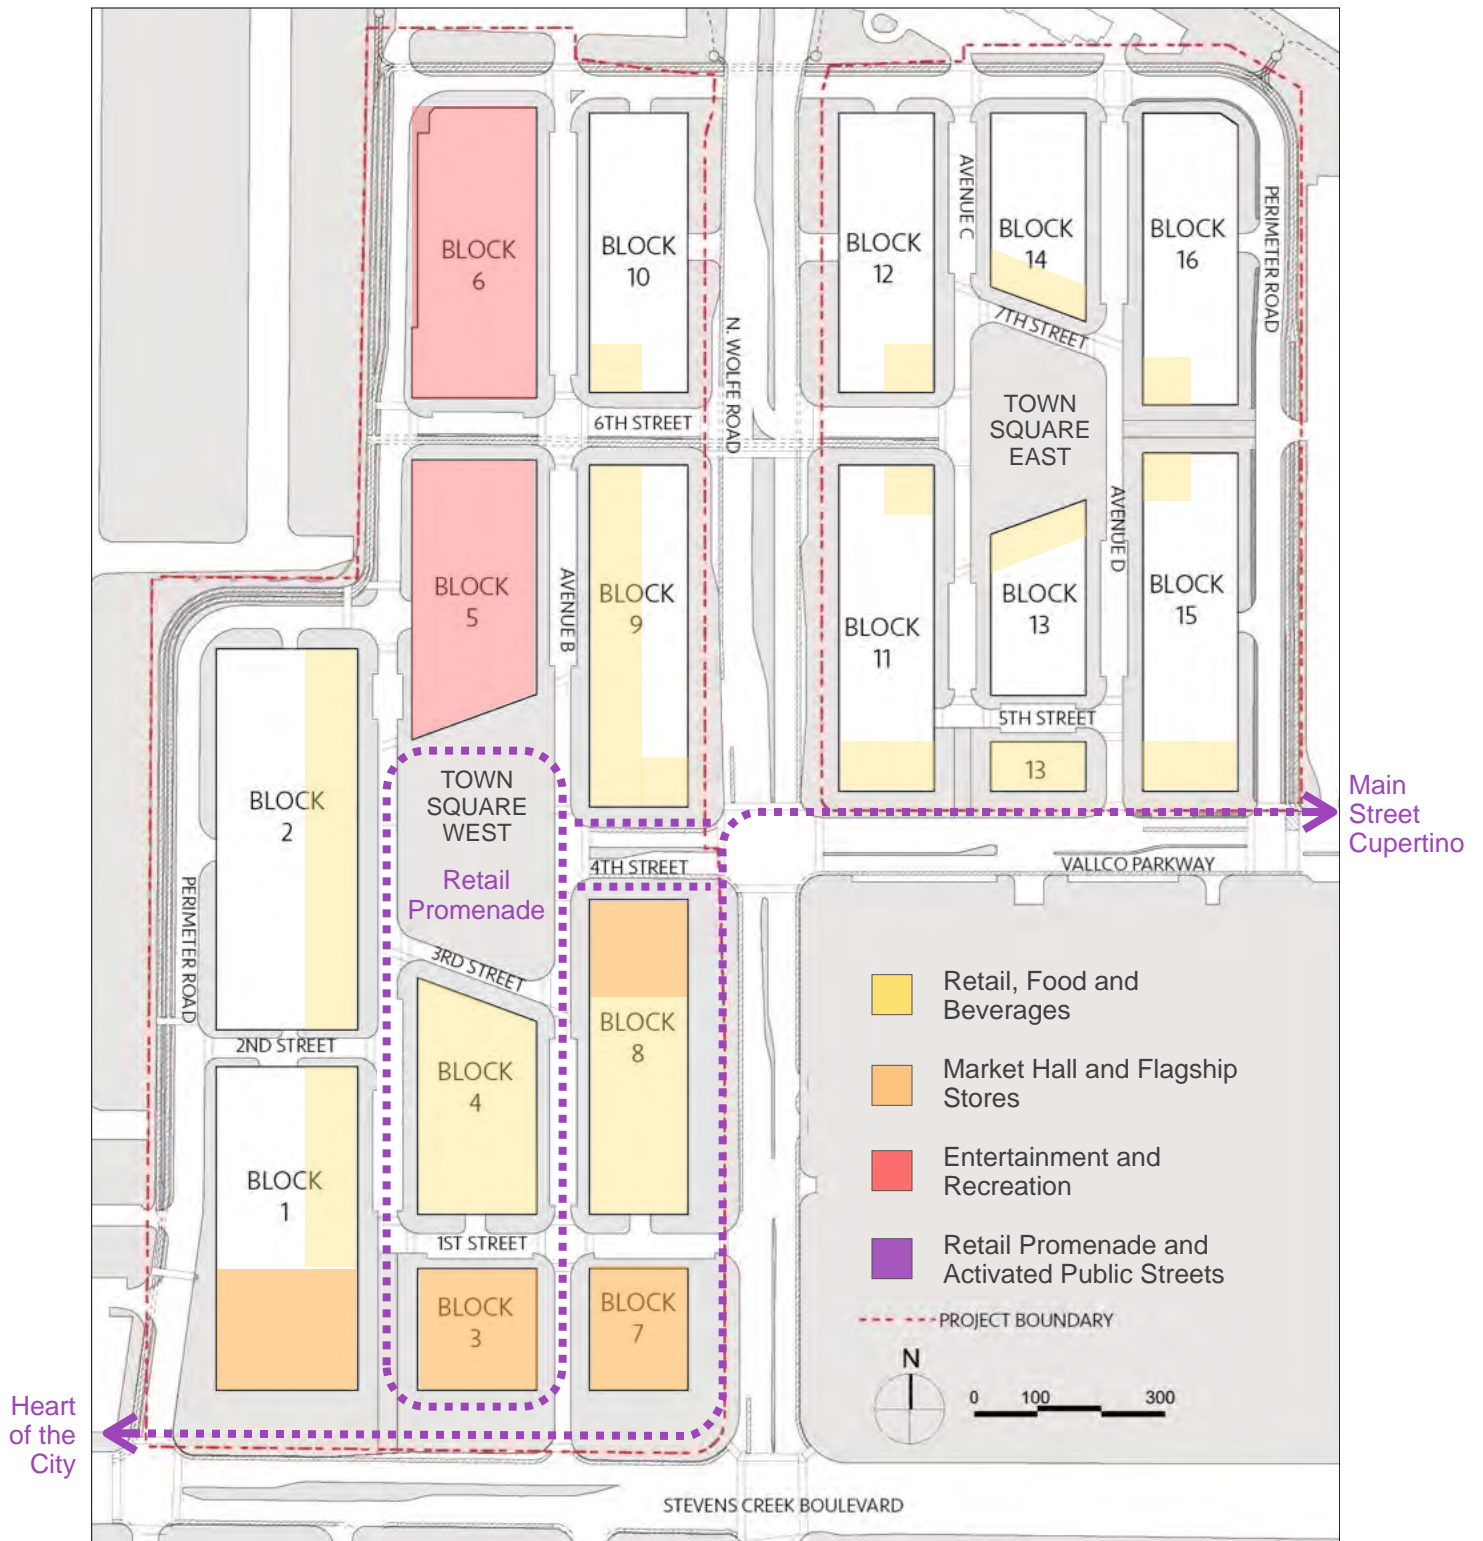 BLOCK
6
BLOCK
10
BLOCK
12
AVENUE C
BLOCK
14
BLOCK
16
PERIMETER ROAD
7TH STREET
N. WOLFE ROAD
6TH STREET
TOWN
SQUARE
EAST
BLOCK
5
AVENUE B
BLOCK
9
BLOCK
11
BLOCK
13
AVENUE D
BLOCK
15
5TH STREET
13
BLOCK
2
TOWN
SQUARE
WEST
Retail
Promenade
4TH STREET
VALLCO PARKWAY
Main
Street
Cupertino
PERIMETER ROAD
3RD STREET
2ND STREET
BLOCK
4
BLOCK
8
BLOCK
1
1ST STREET
BLOCK
3
BLOCK
7
Retail, Food and
Beverages
Market Hall and Flagship
Stores
Entertainment and
Recreation
Retail Promenade and
Activated Public Streets
PROJECT BOUNDARY
N
0 100 300
Heart
of the
City
STEVENS CREEK BOULEVARD